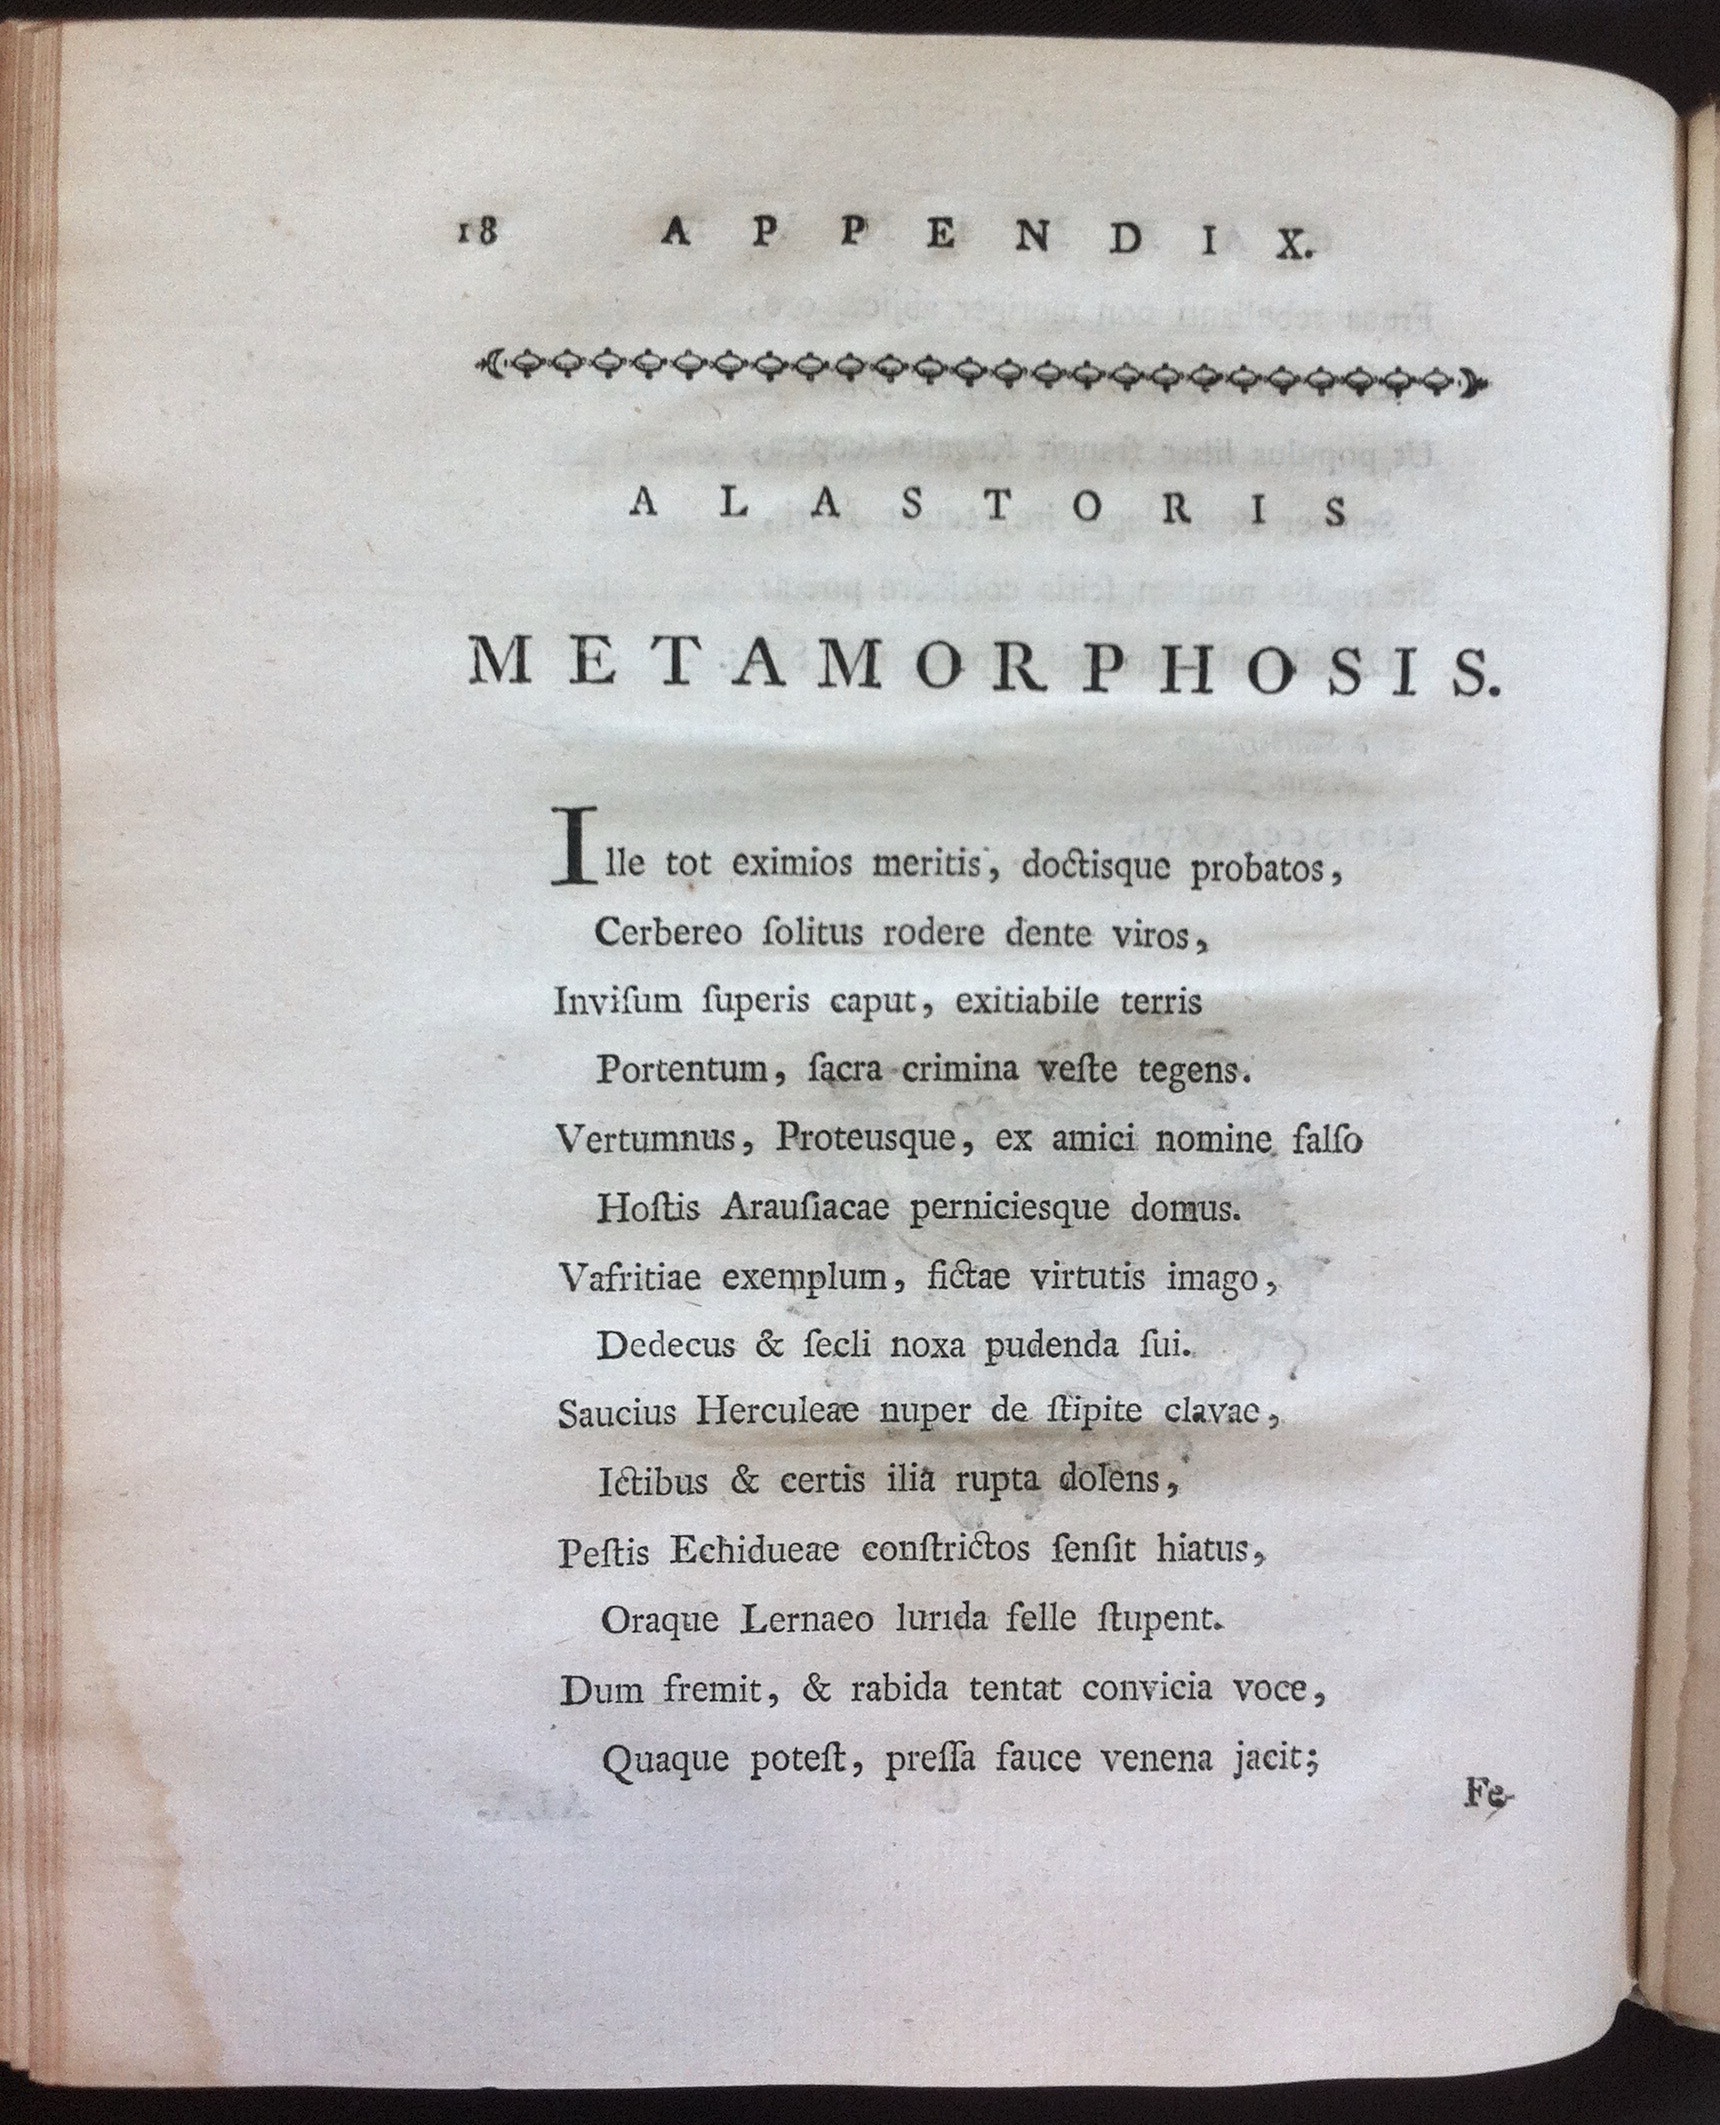 18 APPENDIX.
ALASTORIS
METAMORPHOSIS.
Ille tot eximios meritis, doctisque probatos,
Cerbereo ſolitus rodere dente viros,
Inviſum ſuperis caput, exitiabile terris
Portentum, ſacra crimina veſte tegens.
Vertumnus, Proteusque, ex amici nomine falſo
Hoſtis Arauſiacae perniciesque domus.
Vafritiae exemplum, fictae virtutis imago,
Dedecus & ſecli noxa pudenda ſui.
Saucius Herculeae nuper de ſtipite clavae,
Ictibus & certis ilia rupta dolens,
Peſtis Echidueae conſtrictos ſenſit hiatus,
Oraque Lernaeo lurida felle ſtupent.
Dum fremit, & rabida tentat convicia voce,
Quaque poteſt, preſſa fauce venena jacit;
Fe-